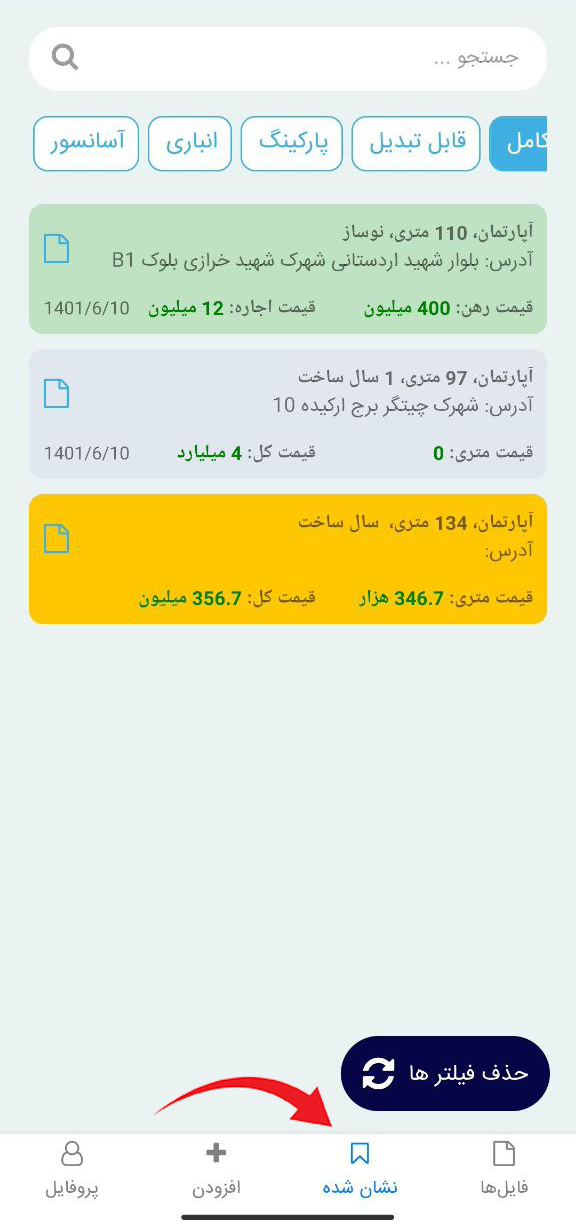 جستجو ...
کامل
قابل تبدیل
پارکینگ
انباری
آسانسور
آپارتمان، 110 متری، نوساز
آدرس: بلوار شهید اردستانی شهرک شهید خرازی بلوک B1
قیمت رهن: 400 میلیون
قیمت اجاره: 12 میلیون
1401/6/10
آپارتمان، 97 متری، 1 سال ساخت
آدرس: شهرک چیتگر برج ارکیده 10
قیمت متری: 0
قیمت کل: 4 میلیارد
1401/6/10
آپارتمان، 134 متری، سال ساخت
آدرس:
قیمت متری: 346.7 هزار
قیمت کل: 356.7 میلیون
حذف فیلتر ها
فایل‌ها
نشان شده
افزودن
پروفایل